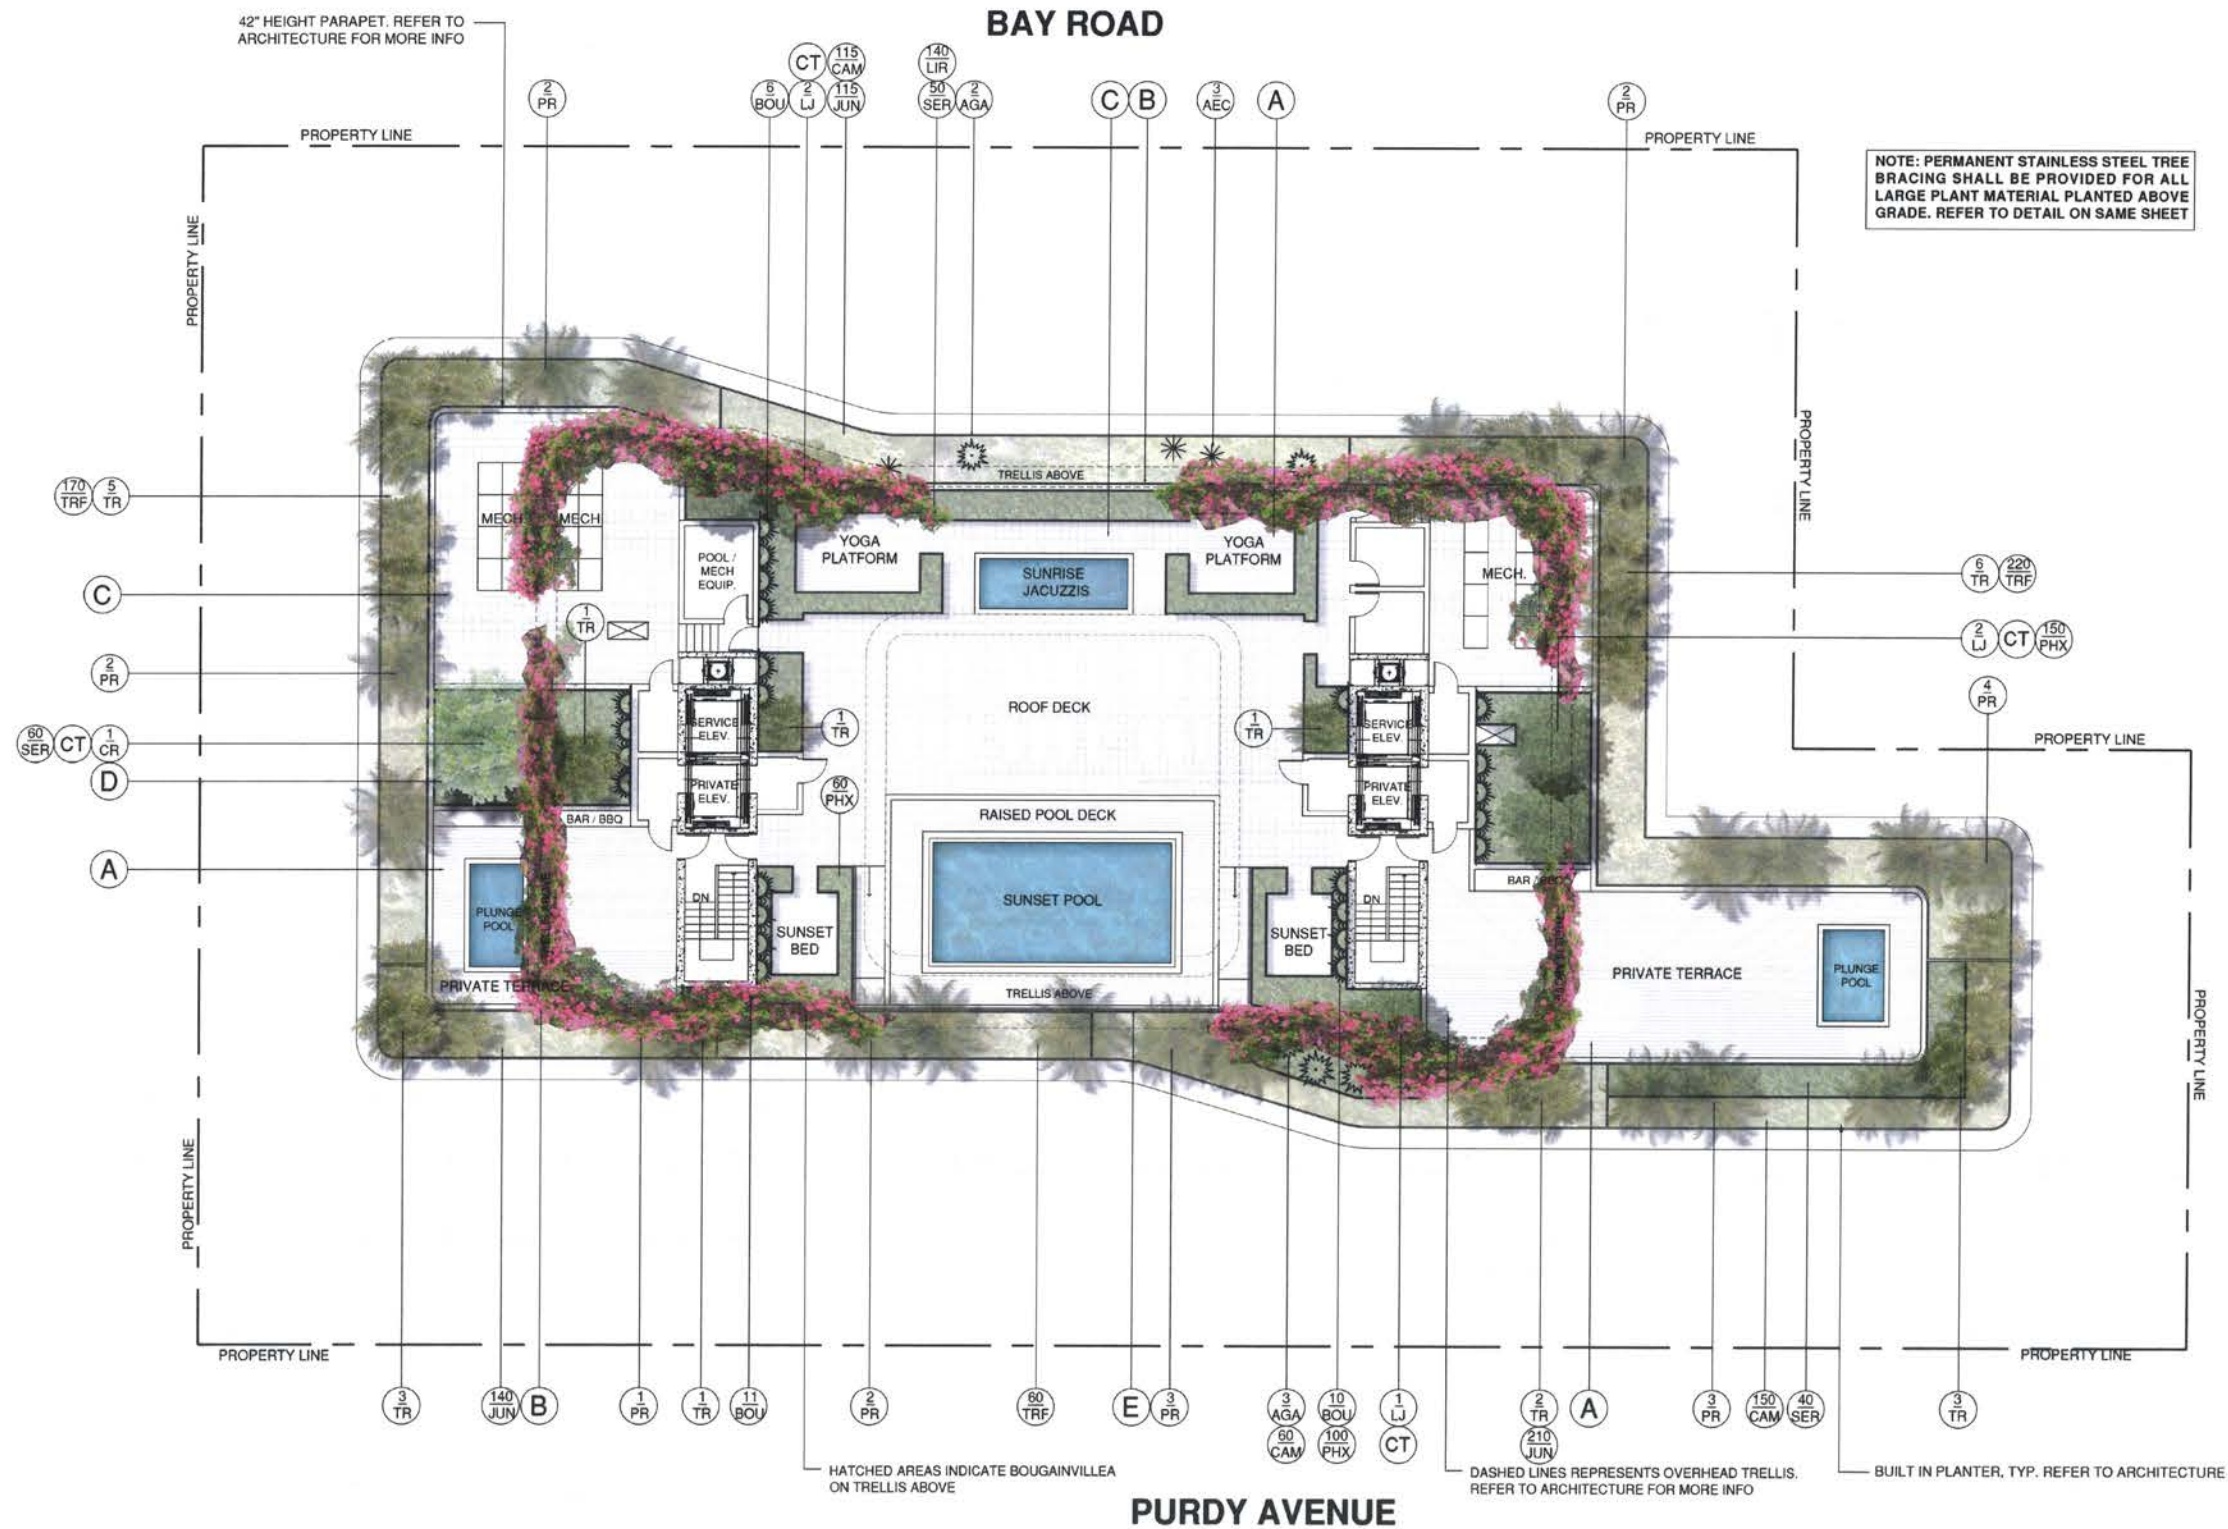 BAY ROAD
42" HEIGHT PARAPET. REFER TO
ARCHITECTURE FOR MORE INFO
2
PR
6
BOU
CT
2
LJ
115
CAM
115
JUN
140
LIR
50
SER
2
AGA
C
B
3
AEC
A
2
PR
PROPERTY LINE
PROPERTY LINE
NOTE: PERMANENT STAINLESS STEEL TREE
BRACING SHALL BE PROVIDED FOR ALL
LARGE PLANT MATERIAL PLANTED ABOVE
GRADE. REFER TO DETAIL ON SAME SHEET
PROPERTY LINE
PROPERTY LINE
TRELLIS ABOVE
170
TRF
5
TR
MECH
MECH
YOGA
PLATFORM
YOGA
PLATFORM
POOL /
MECH
EQUIP.
SUNRISE
JACUZZIS
MECH.
6
TR
220
TRF
C
1
TR
2
LJ
CT
150
PHX
2
PR
4
PR
ROOF DECK
60
SER
CT
1
CR
D
SERVICE
ELEV.
1
TR
1
TR
SERVICE
ELEV.
PROPERTY LINE
PRIVATE
ELEV.
60
PHX
PRIVATE
ELEV.
BAR / BBQ
RAISED POOL DECK
A
BAR / BBQ
DN
SUNSET POOL
DN
PLUNGE
POOL
SUNSET
BED
SUNSET
BED
PRIVATE TERRACE
PLUNGE
POOL
PRIVATE TERRACE
TRELLIS ABOVE
PROPERTY LINE
PROPERTY LINE
PROPERTY LINE
PROPERTY LINE
3
TR
140
JUN
B
1
PR
1
TR
11
BOU
2
PR
60
TRF
E
3
PR
3
AGA
60
CAM
10
BOU
100
PHX
1
LJ
CT
2
TR
210
JUN
A
3
PR
150
CAM
40
SER
3
TR
HATCHED AREAS INDICATE BOUGAINVILLEA
ON TRELLIS ABOVE
DASHED LINES REPRESENTS OVERHEAD TRELLIS.
REFER TO ARCHITECTURE FOR MORE INFO
BUILT IN PLANTER, TYP. REFER TO ARCHITECTURE
PURDY AVENUE